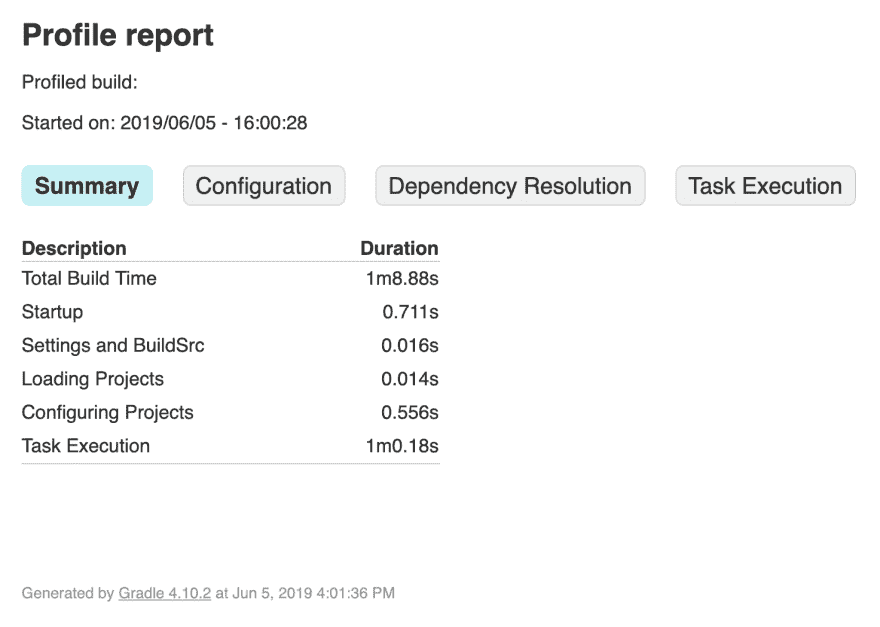 Profile report
Profiled build:
Started on: 2019/06/05 - 16:00:28
Summary Configuration Dependency Resolution Task Execution
Description Duration
Total Build Time 1m8.88s
Startup 0.711s
Settings and BuildSrc 0.016s
Loading Projects 0.014s
Configuring Projects 0.556s
Task Execution 1m0.18s
Generated by Gradle 4.10.2 at Jun 5, 2019 4:01:36 PM